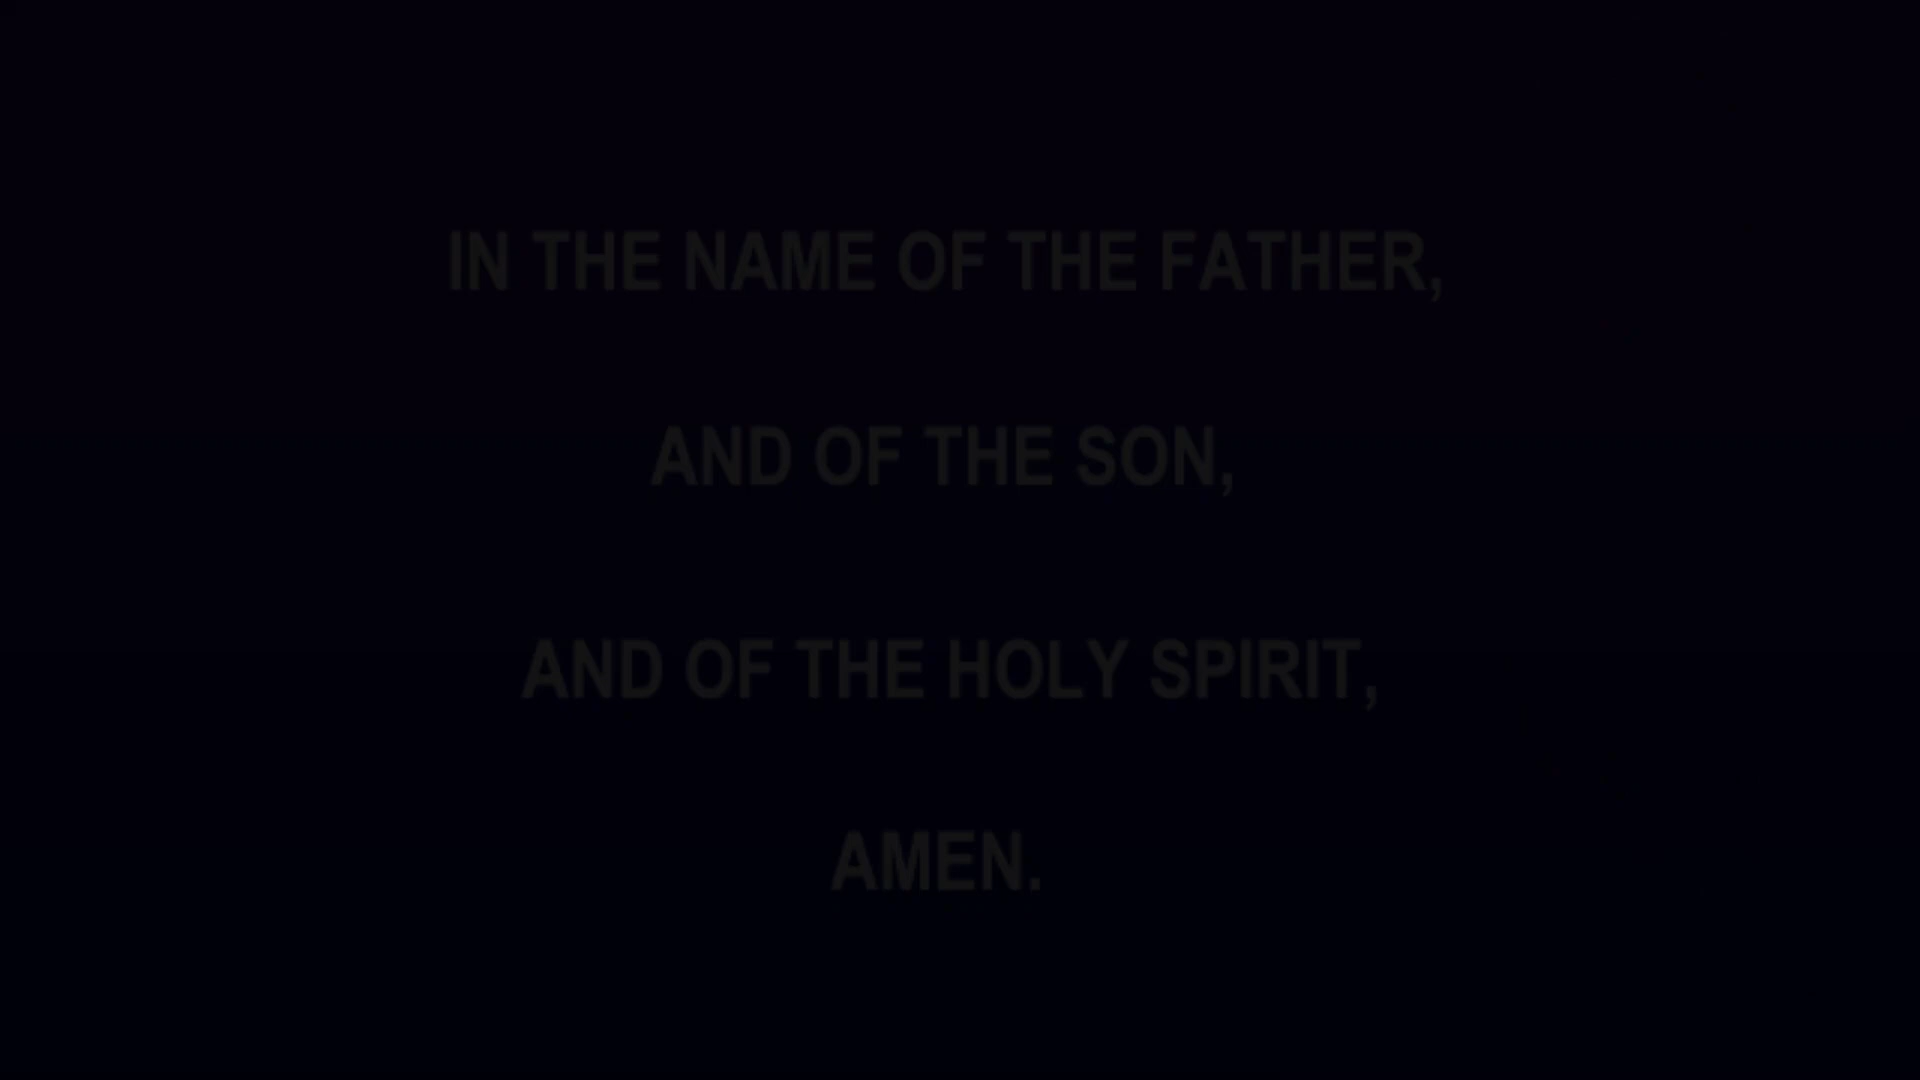 IN THE NAME OF THE FATHER,
AND OF THE SON,
AND OF THE HOLY SPIRIT,
AMEN.